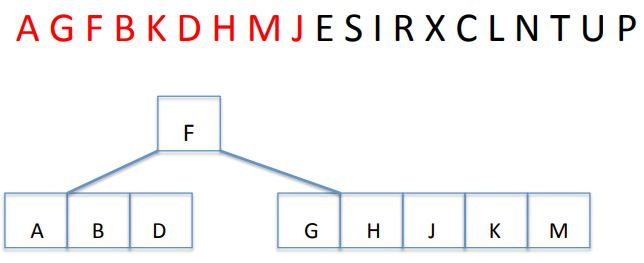 A G F B K D H M J E S I R X C L N T U P
F
A B D G H J K M